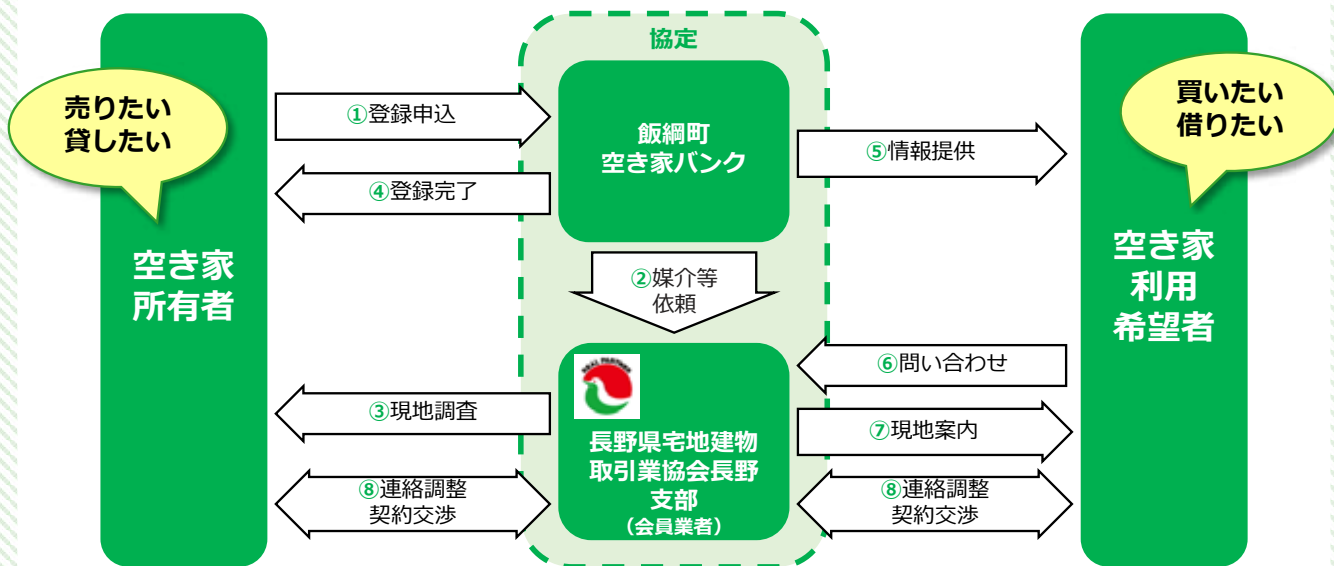 協定
売りたい
貸したい
買いたい
借りたい
①登録申込
飯綱町
空き家バンク
⑤情報提供
④登録完了
空き家
所有者
②媒介等
依頼
空き家
利用
希望者
⑥問い合わせ
REAL PARTNER
③現地調査
⑦現地案内
長野県宅地建物
取引業協会長野
支部
（会員業者）
⑧連絡調整
契約交渉
⑧連絡調整
契約交渉